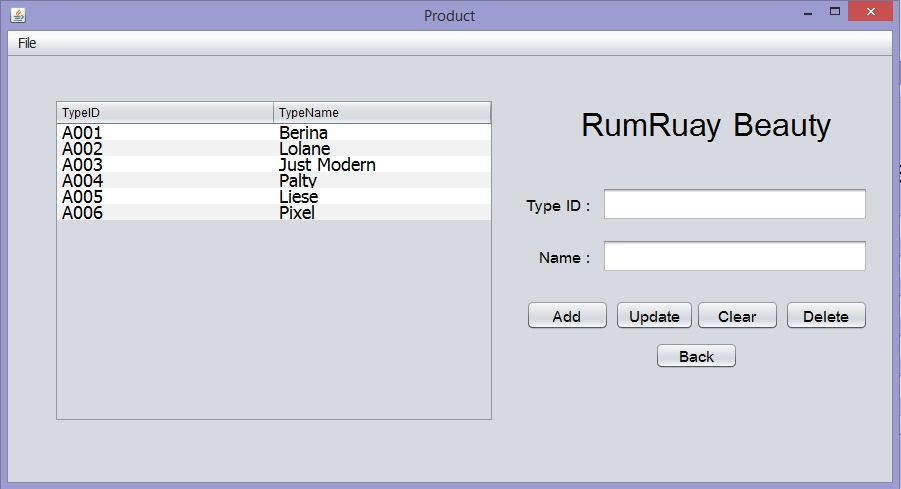 Product
File
TypeID TypeName
A001 Berina
A002 Lolane
A003 Just Modern
A004 Palty
A005 Liese
A006 Pixel
RumRuay Beauty
Type ID :
Name :
Add Update Clear Delete
Back